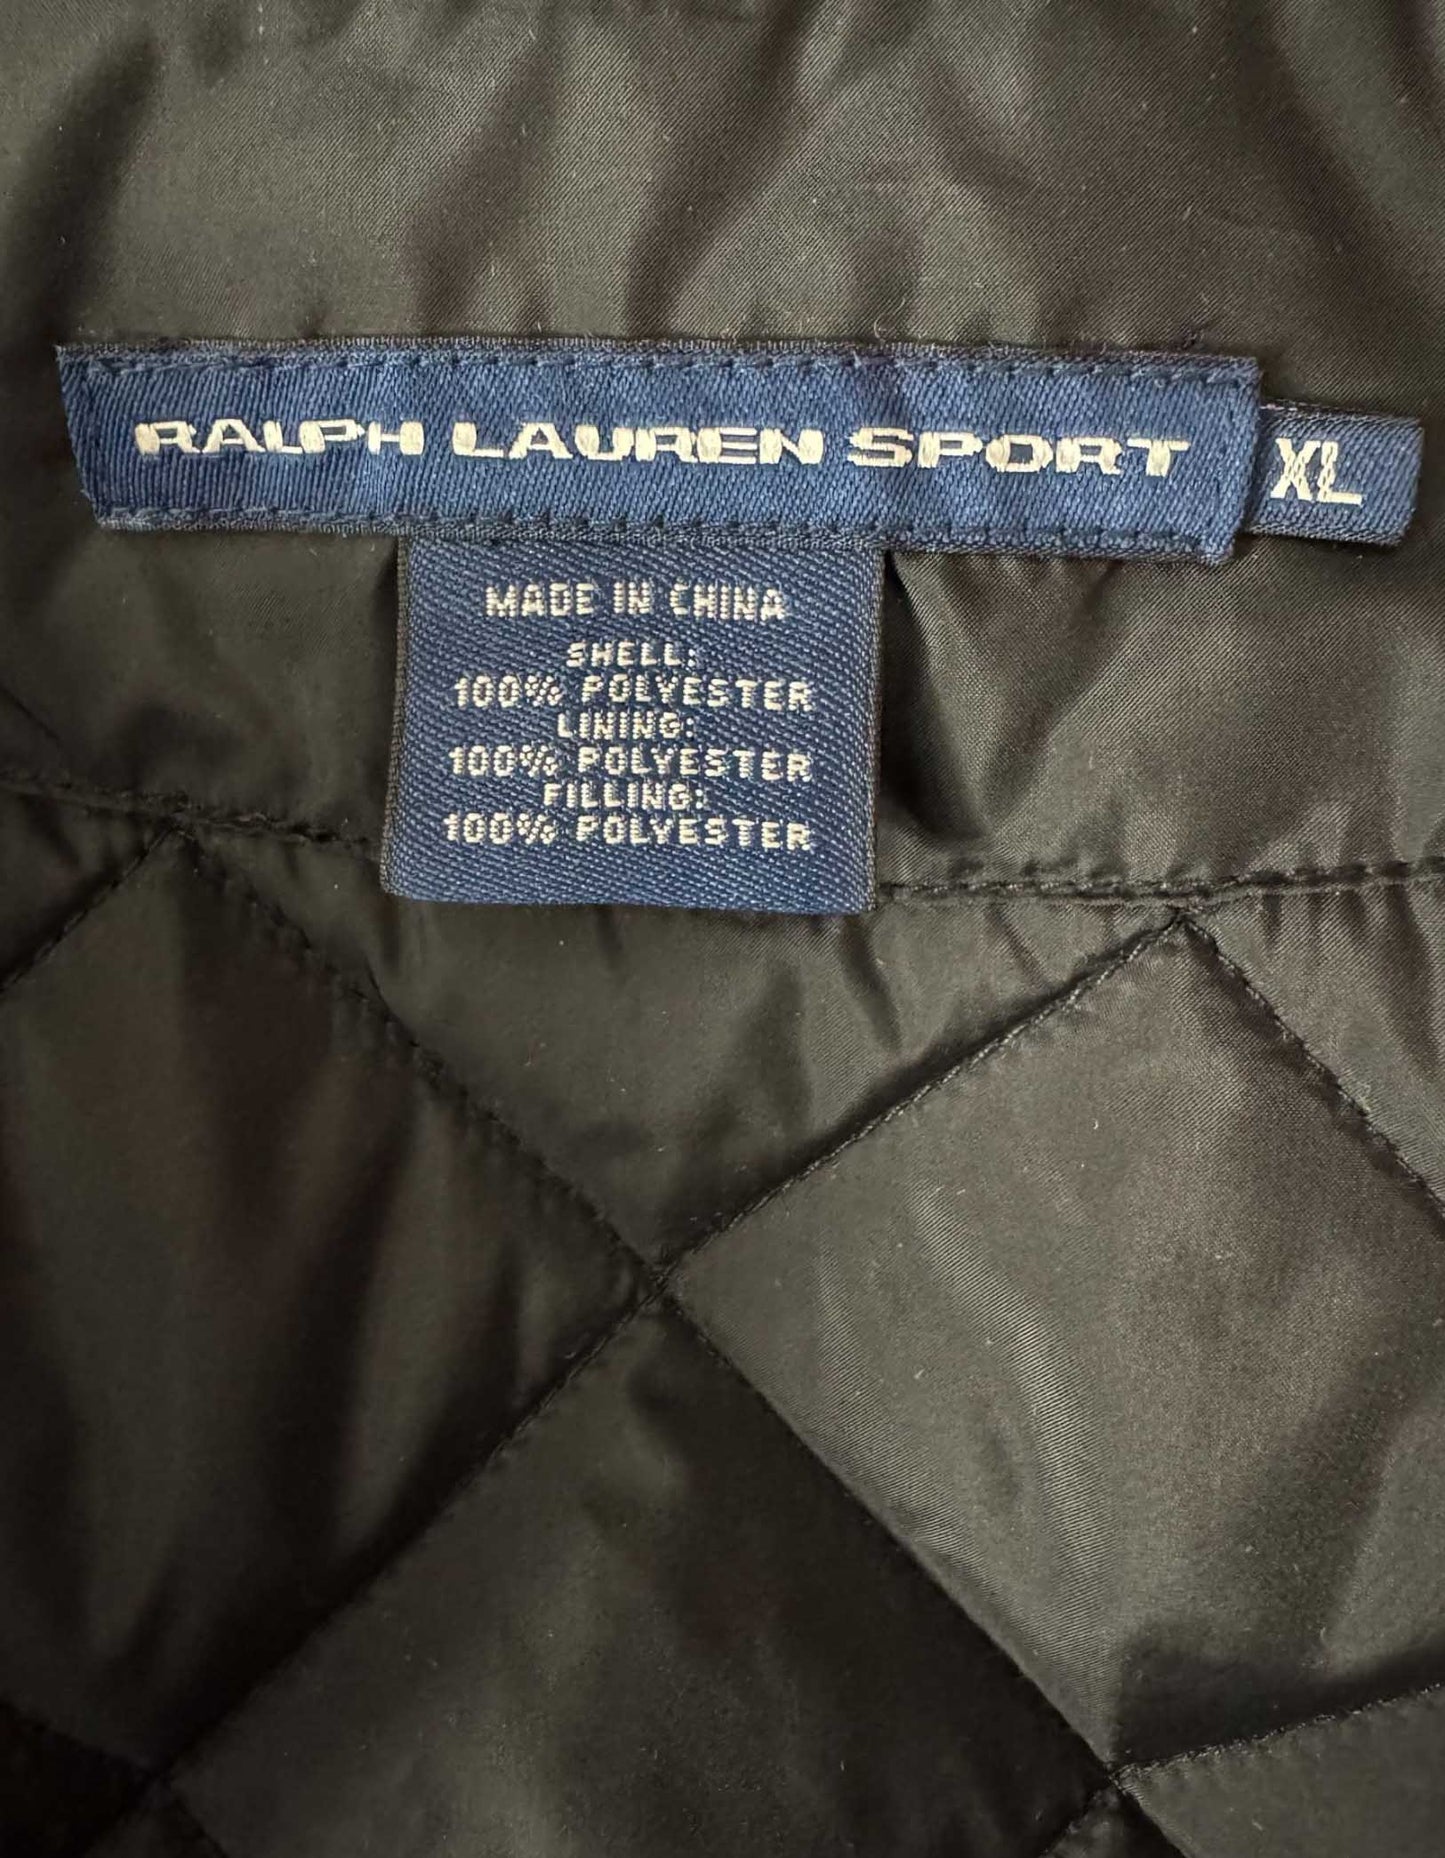 RALPH LAUREN SPORT
XL
MADE IN CHINA
SHELL:
100% POLYESTER
LINING:
100% POLYESTER
FILLING:
100% POLYESTER